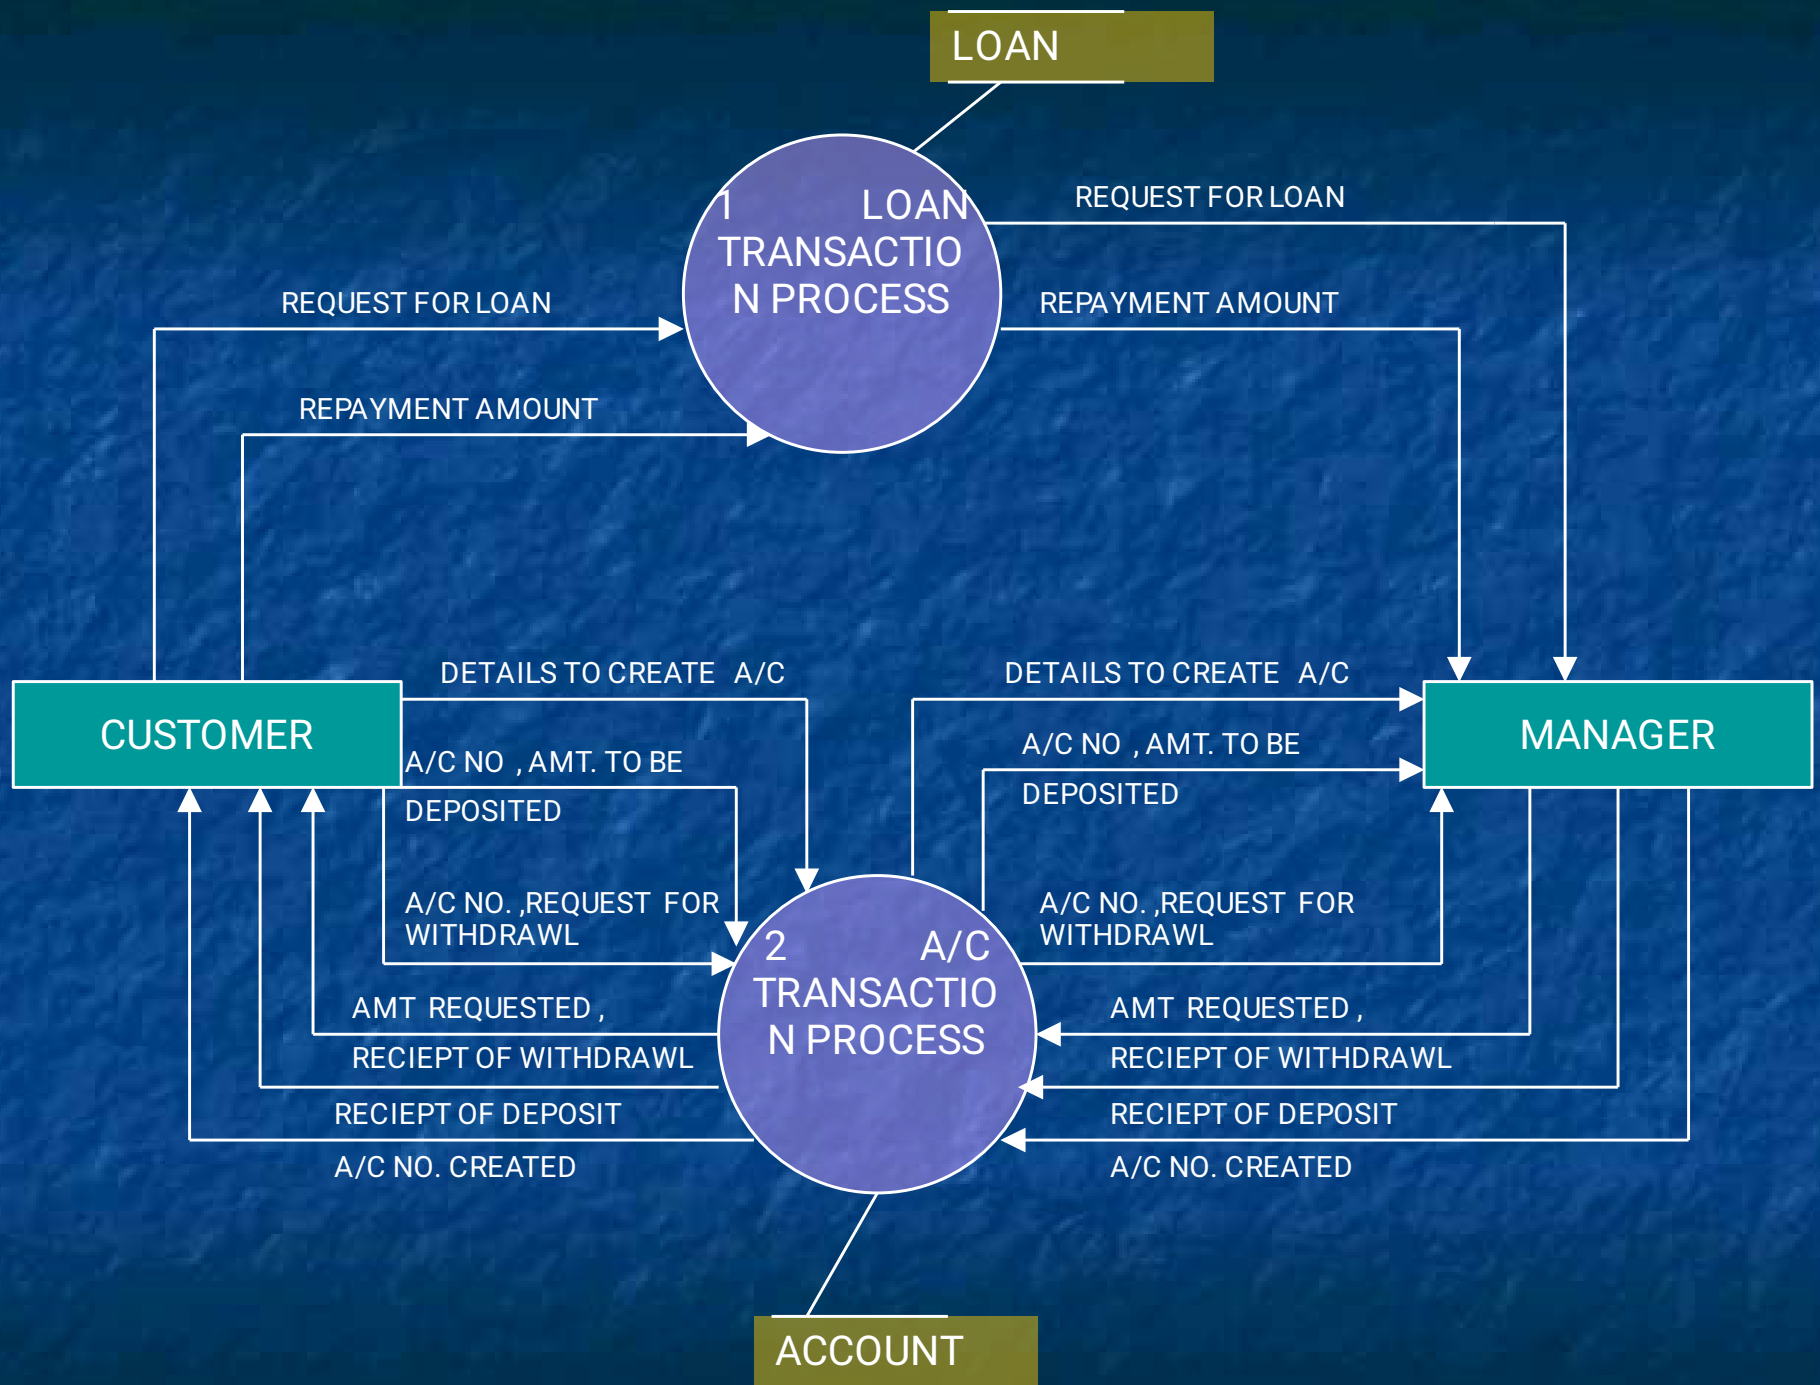 LOAN
1 LOAN
TRANSACTIO
N PROCESS
REQUEST FOR LOAN
REPAYMENT AMOUNT
REQUEST FOR LOAN
REPAYMENT AMOUNT
CUSTOMER
MANAGER
DETAILS TO CREATE A/C
A/C NO , AMT. TO BE
DEPOSITED
A/C NO. ,REQUEST FOR
WITHDRAWL
AMT REQUESTED ,
RECIEPT OF WITHDRAWL
RECIEPT OF DEPOSIT
A/C NO. CREATED
2 A/C
TRANSACTIO
N PROCESS
DETAILS TO CREATE A/C
A/C NO , AMT. TO BE
DEPOSITED
A/C NO. ,REQUEST FOR
WITHDRAWL
AMT REQUESTED ,
RECIEPT OF WITHDRAWL
RECIEPT OF DEPOSIT
A/C NO. CREATED
ACCOUNT